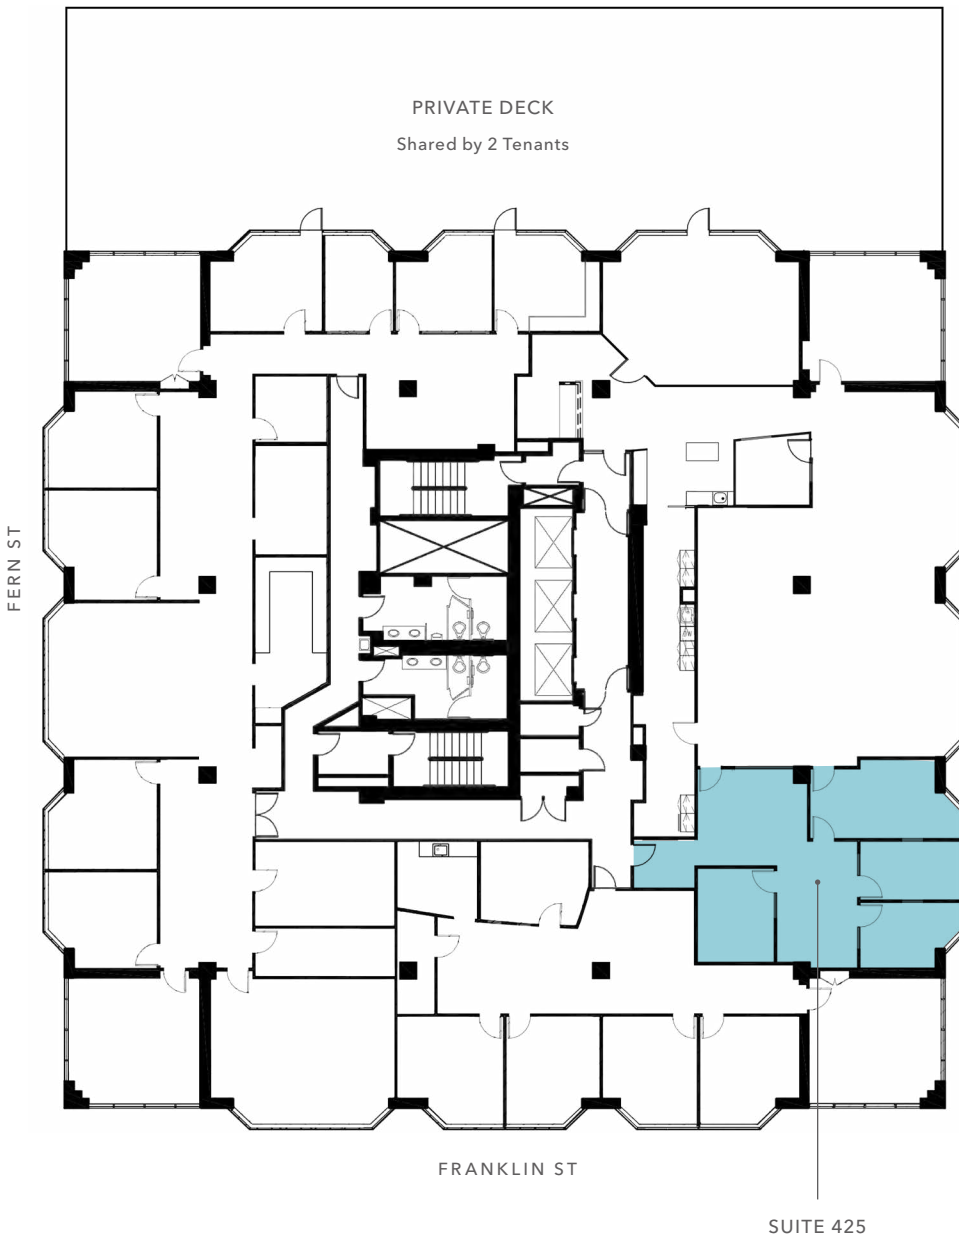 PRIVATE DECK
Shared by 2 Tenants
FERN ST
FRANKLIN ST
SUITE 425